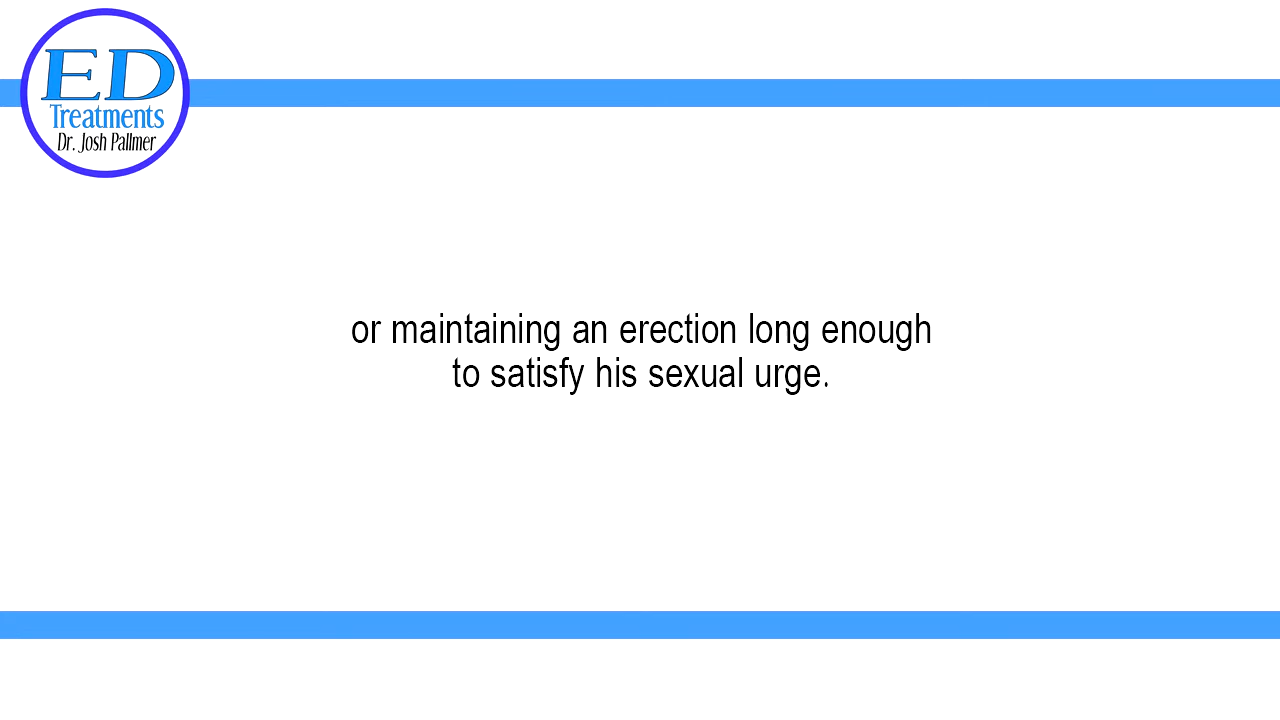 ED
Treatments
Dr. Josh Pallmer
or maintaining an erection long enough
to satisfy his sexual urge.